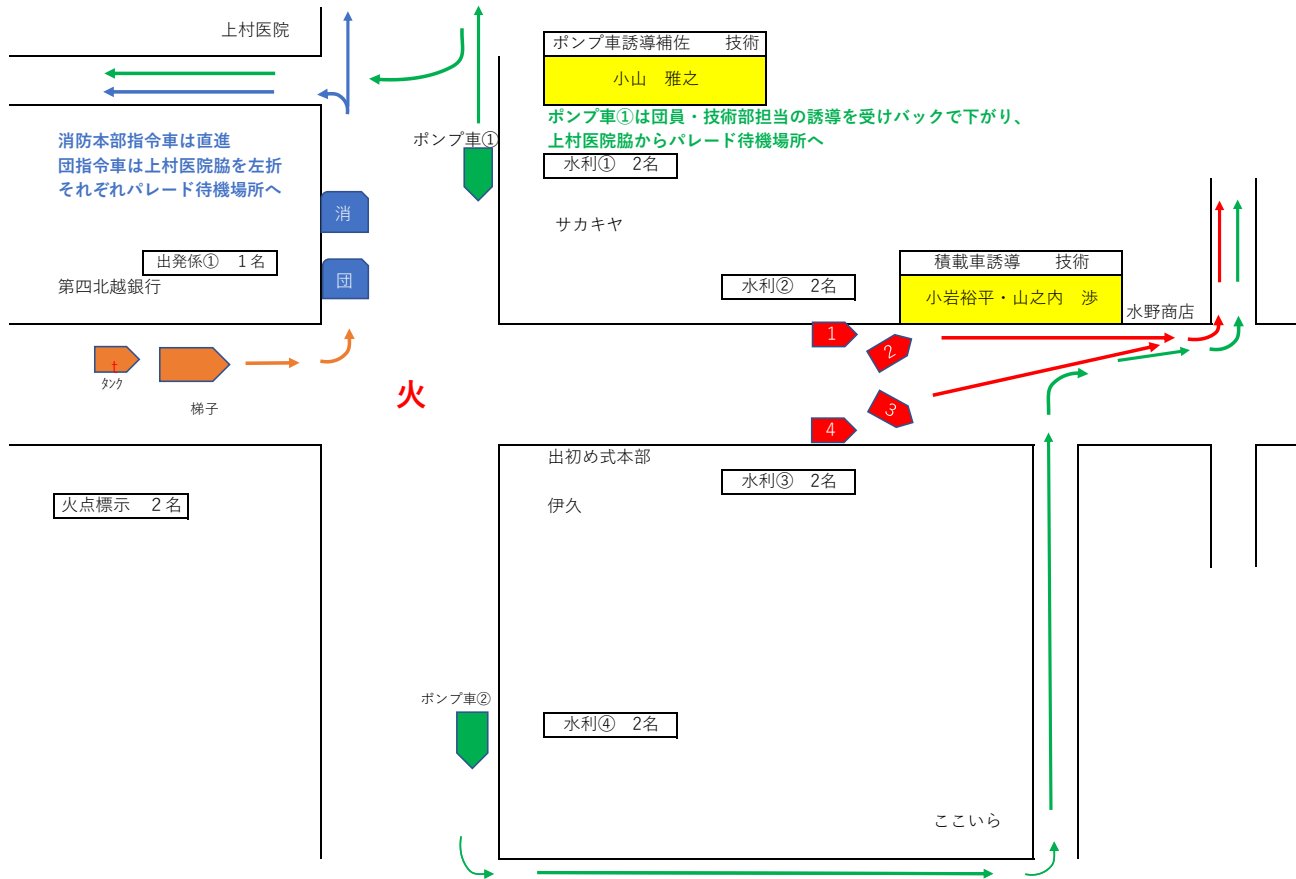 上村医院
ポンプ車誘導補佐　　技術
小山　雅之
ポンプ車①は団員・技術部担当の誘導を受けバックで下がり、
上村医院脇からパレード待機場所へ
消防本部指令車は直進
団指令車は上村医院脇を左折
それぞれパレード待機場所へ
ポンプ車①
水利①　2名
消
サカキヤ
出発係①　1名
団
第四北越銀行
水利②　2名
積載車誘導　　技術
小岩裕平・山之内　渉
水野商店
1
2
t
タンク
梯子
火
3
4
出初め式本部
水利③　2名
火点標示　2名
伊久
ポンプ車②
水利④　2名
ここいら